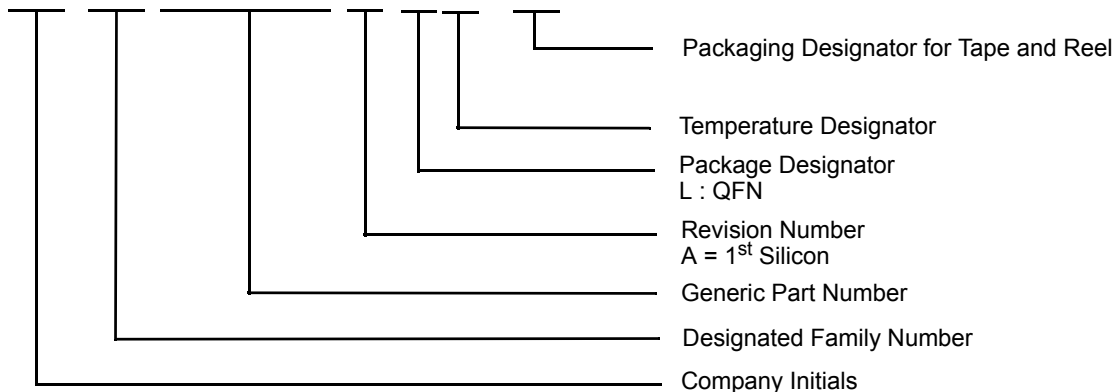 Packaging Designator for Tape and Reel
Temperature Designator
Package Designator
L : QFN
Revision Number
A = 1st Silicon
Generic Part Number
Designated Family Number
Company Initials